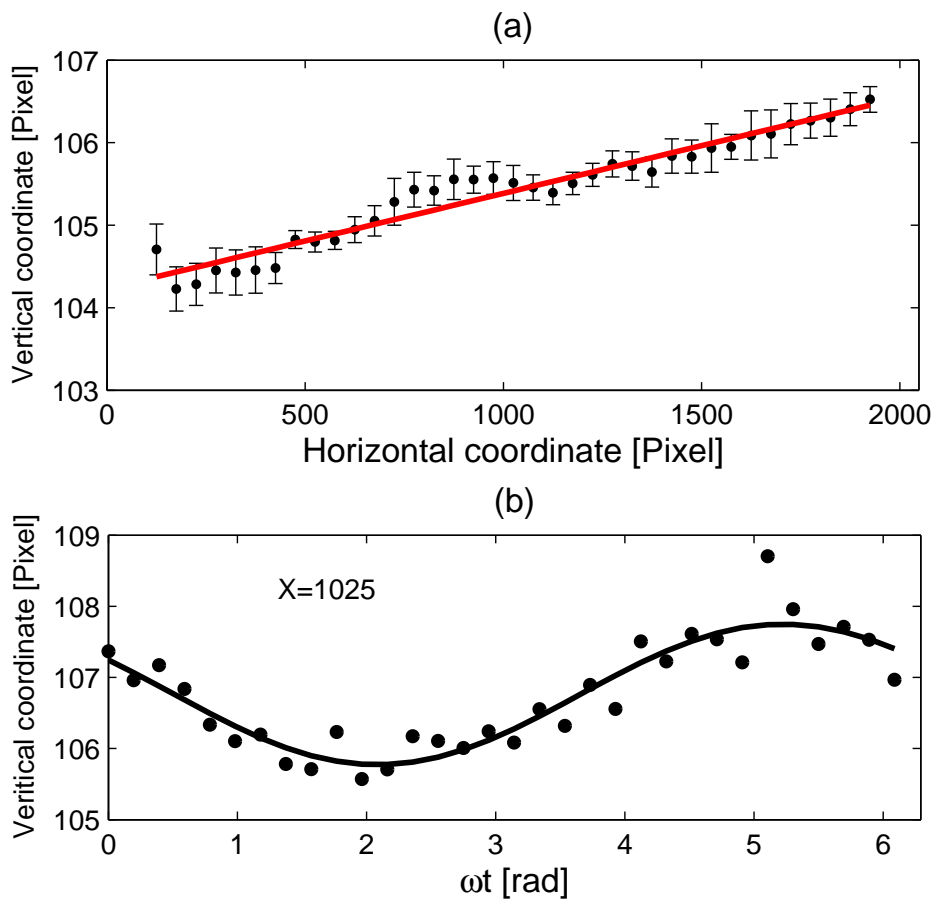 (a)
Vertical coordinate [Pixel]
107
106
105
104
103
0 500 1000 1500 2000
Horizontal coordinate [Pixel]
(b)
Veritical coordinate [Pixel]
109
108
107
106
105
X=1025
0 1 2 3 4 5 6
ωt [rad]